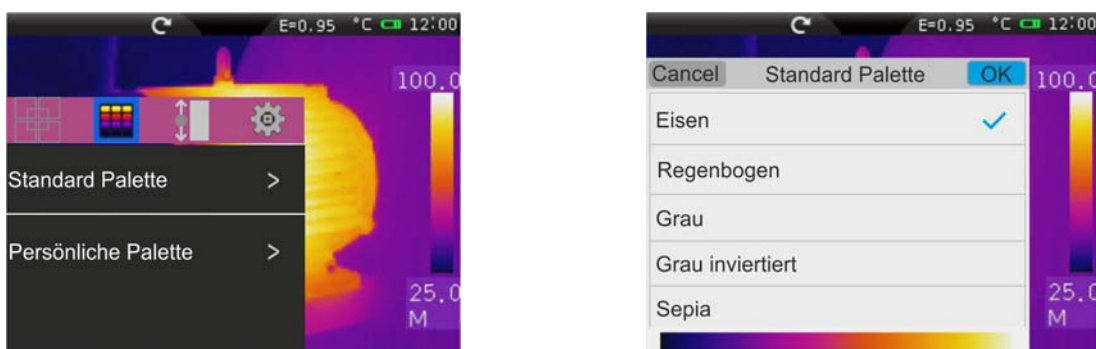 E=0.95 °C 12:00
100.0
Standard Palette >
Persönliche Palette >
25.0
M
E=0.95 °C 12:00
Cancel Standard Palette OK
100.0
Eisen
Regenbogen
Grau
Grau inviertiert
25.0
Sepia
M